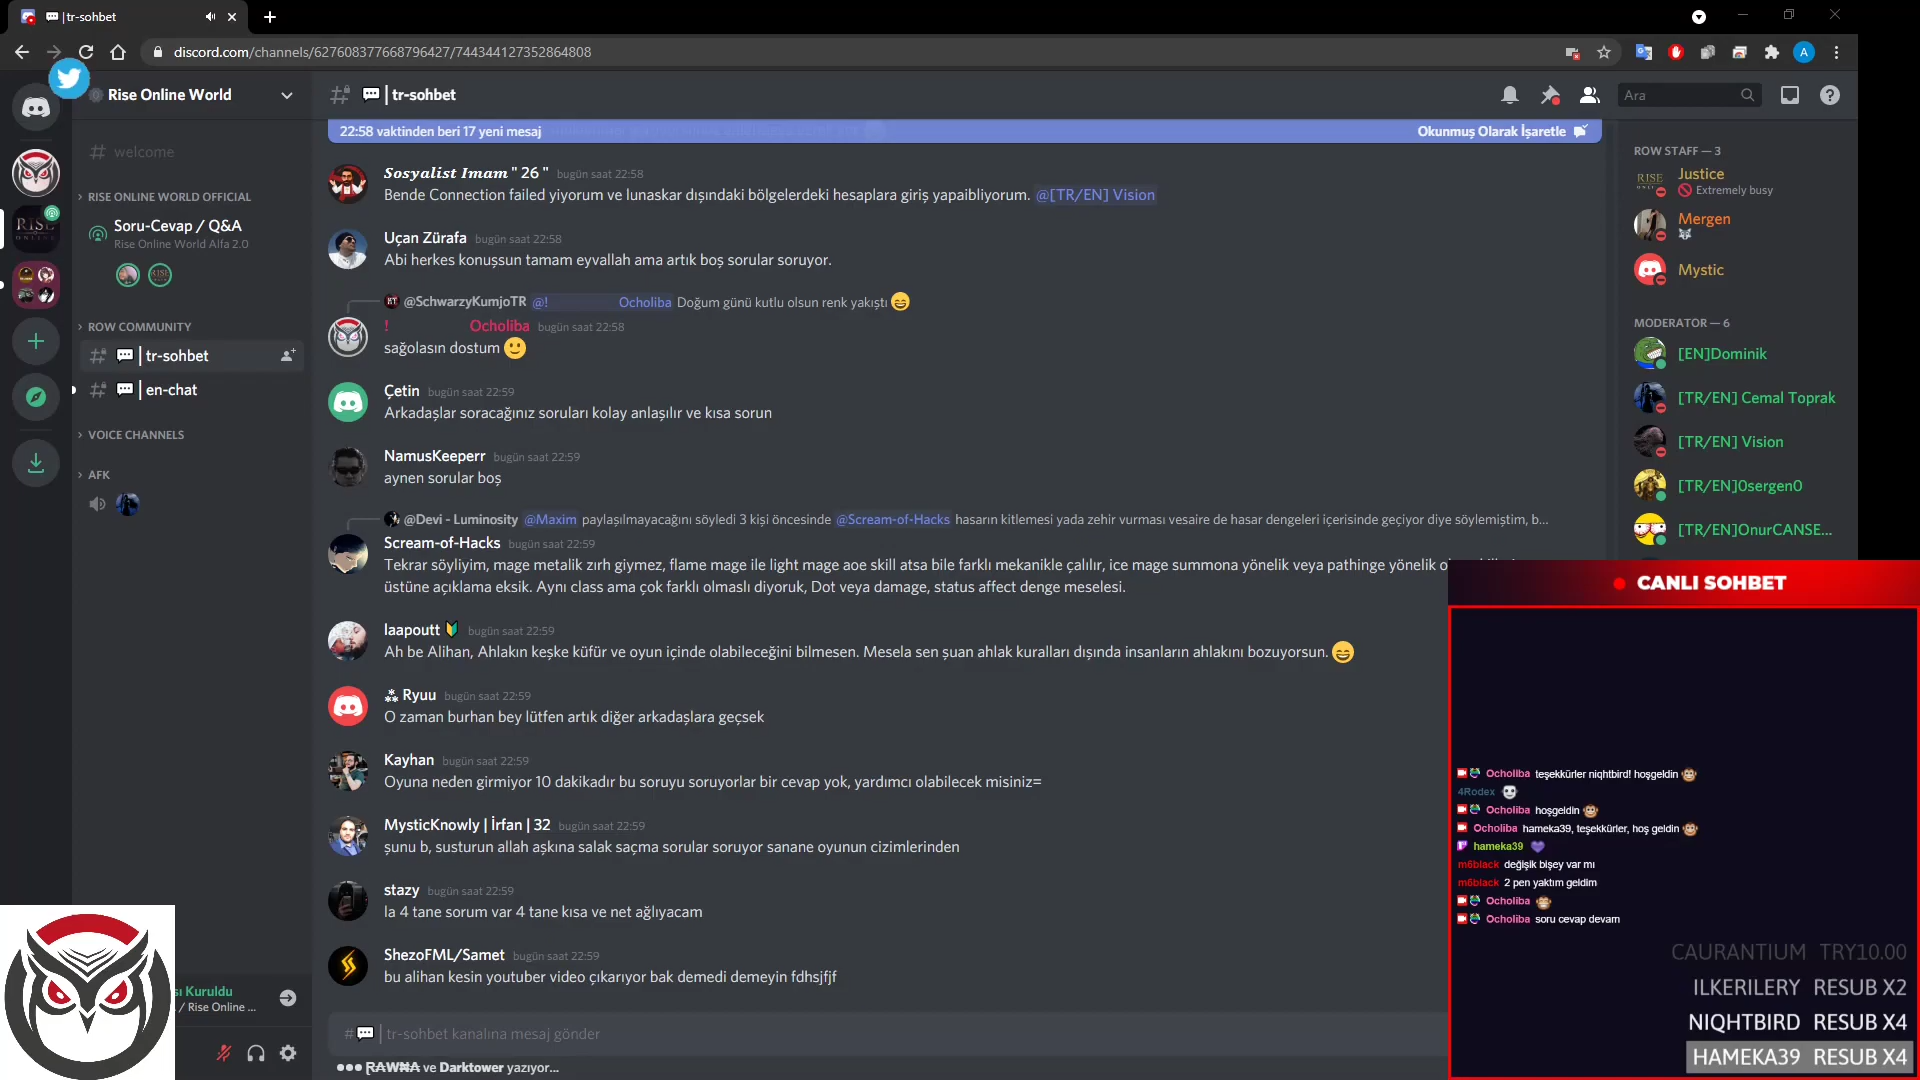 | tr-sohbet
discord.com/channels/627608377668796427/744344127352864808
A
Rise Online World
| tr-sohbet
Ara
22:58 vaktinden beri 17 yeni mesaj
Okunmuş Olarak İşaretle
welcome
RISE ONLINE WORLD OFFICIAL
Soru-Cevap / Q&A
Rise Online World Alfa 2.0
ROW COMMUNITY
| tr-sohbet
| en-chat
VOICE CHANNELS
AFK
RISE
Sosyalist Imam " 26 " bugün saat 22:58
Bende Connection failed yiyorum ve lunaskar dışındaki bölgelerdeki hesaplara giriş yapaibliyorum. @[TR/EN] Vision
Uçan Zürafa bugün saat 22:58
Abi herkes konuşsun tamam eyvallah ama artık boş sorular soruyor.
@SchwarzyKumjoTR @! Ocholiba Doğum günü kutlu olsun renk yakıştı 😄
! Ocholiba bugün saat 22:58
sağolasın dostum 🙂
Çetin bugün saat 22:59
Arkadaşlar soracağınız soruları kolay anlaşılır ve kısa sorun
NamusKeeperr bugün saat 22:59
aynen sorular boş
@Devi - Luminosity @Maxim paylaşılmayacağını söyledi 3 kişi öncesinde @Scream-of-Hacks hasarın kitlemesi yada zehir vurması vesaire de hasar dengeleri içerisinde geçiyor diye söylemiştim, b...
Scream-of-Hacks bugün saat 22:59
Tekrar söyliyim, mage metalik zırh giymez, flame mage ile light mage aoe skill atsa bile farklı mekanikle çalılır, ice mage summona yönelik veya pathinge yönelik
üstüne açıklama eksik. Aynı class ama çok farklı olmaslı diyoruk, Dot veya damage, status affect denge meselesi.
laapoutt 🔰 bugün saat 22:59
Ah be Alihan, Ahlakın keşke küfür ve oyun içinde olabileceğini bilmesen. Mesela sen şuan ahlak kuralları dışında insanların ahlakını bozuyorsun. 😄
⁂ Ryuu bugün saat 22:59
O zaman burhan bey lütfen artık diğer arkadaşlara geçsek
Kayhan bugün saat 22:59
Oyuna neden girmiyor 10 dakikadır bu soruyu soruyorlar bir cevap yok, yardımcı olabilecek misiniz=
MysticKnowly | İrfan | 32 bugün saat 22:59
şunu b, susturun allah aşkına salak saçma sorular soruyor sanane oyunun cizimlerinden
stazy bugün saat 22:59
la 4 tane sorum var 4 tane kısa ve net ağlıyacam
ShezoFML/Samet bugün saat 22:59
bu alihan kesin youtuber video çıkarıyor bak demedi demeyin fdhsjfjf
| tr-sohbet kanalına mesaj gönder
ⱤAW₦A ve Darktower yazıyor...
sı Kuruldu
/ Rise Online ...
ROW STAFF — 3
Justice
Extremely busy
Mergen
Mystic
MODERATOR — 6
[EN]Dominik
[TR/EN] Cemal Toprak
[TR/EN] Vision
[TR/EN]0sergen0
[TR/EN]OnurCANSE...
CANLI SOHBET
Ocholiba teşekkürler niqhtbird! hoşgeldin
4Rodex
Ocholiba hoşgeldin
Ocholiba hameka39, teşekkürler, hoş geldin
hameka39
m6black değişik bişey var mı
m6black 2 pen yaktım geldim
Ocholiba
Ocholiba soru cevap devam
CAURANTIUM TRY10.00
ILKERILERY RESUB X2
NIQHTBIRD RESUB X4
HAMEKA39 RESUB X4